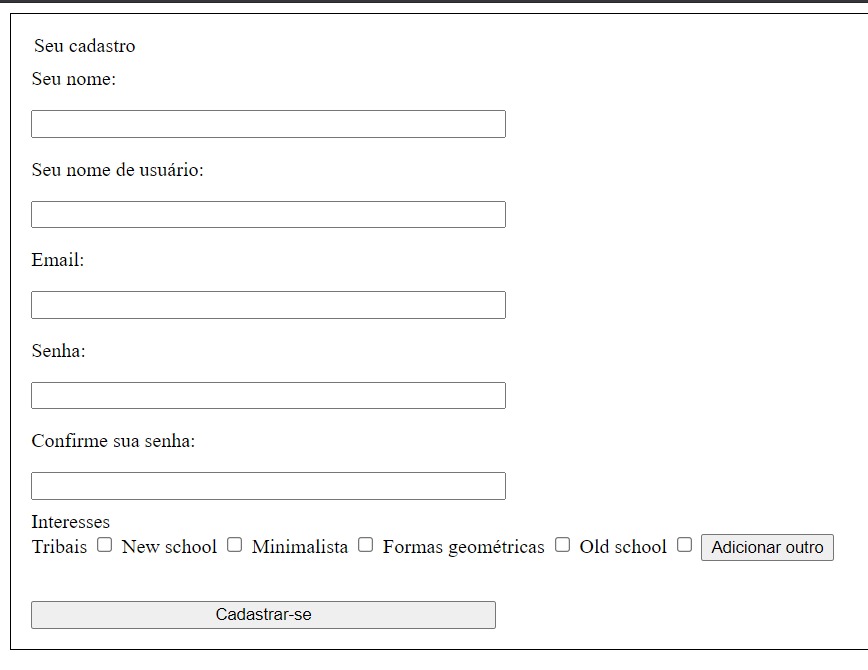 Seu cadastro
Seu nome:
Seu nome de usuário:
Email:
Senha:
Confirme sua senha:
Interesses
Tribais New school Minimalista Formas geométricas Old school Adicionar outro
Cadastrar-se